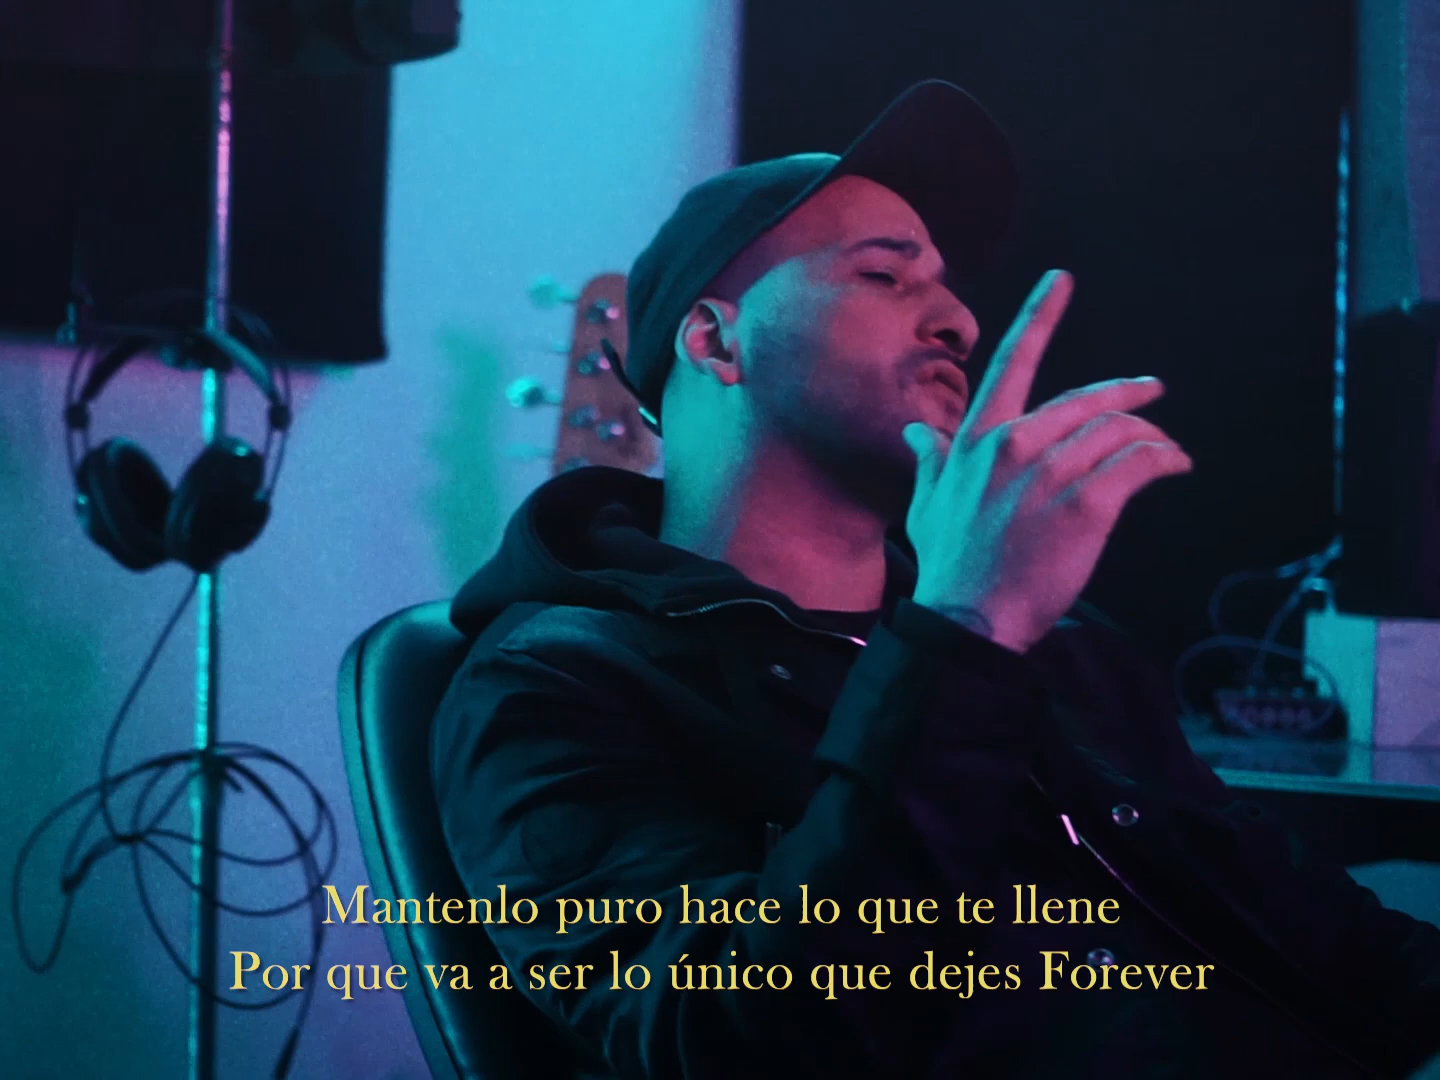 Mantenlo puro hace lo que te llene
Por que va a ser lo único que dejes Forever